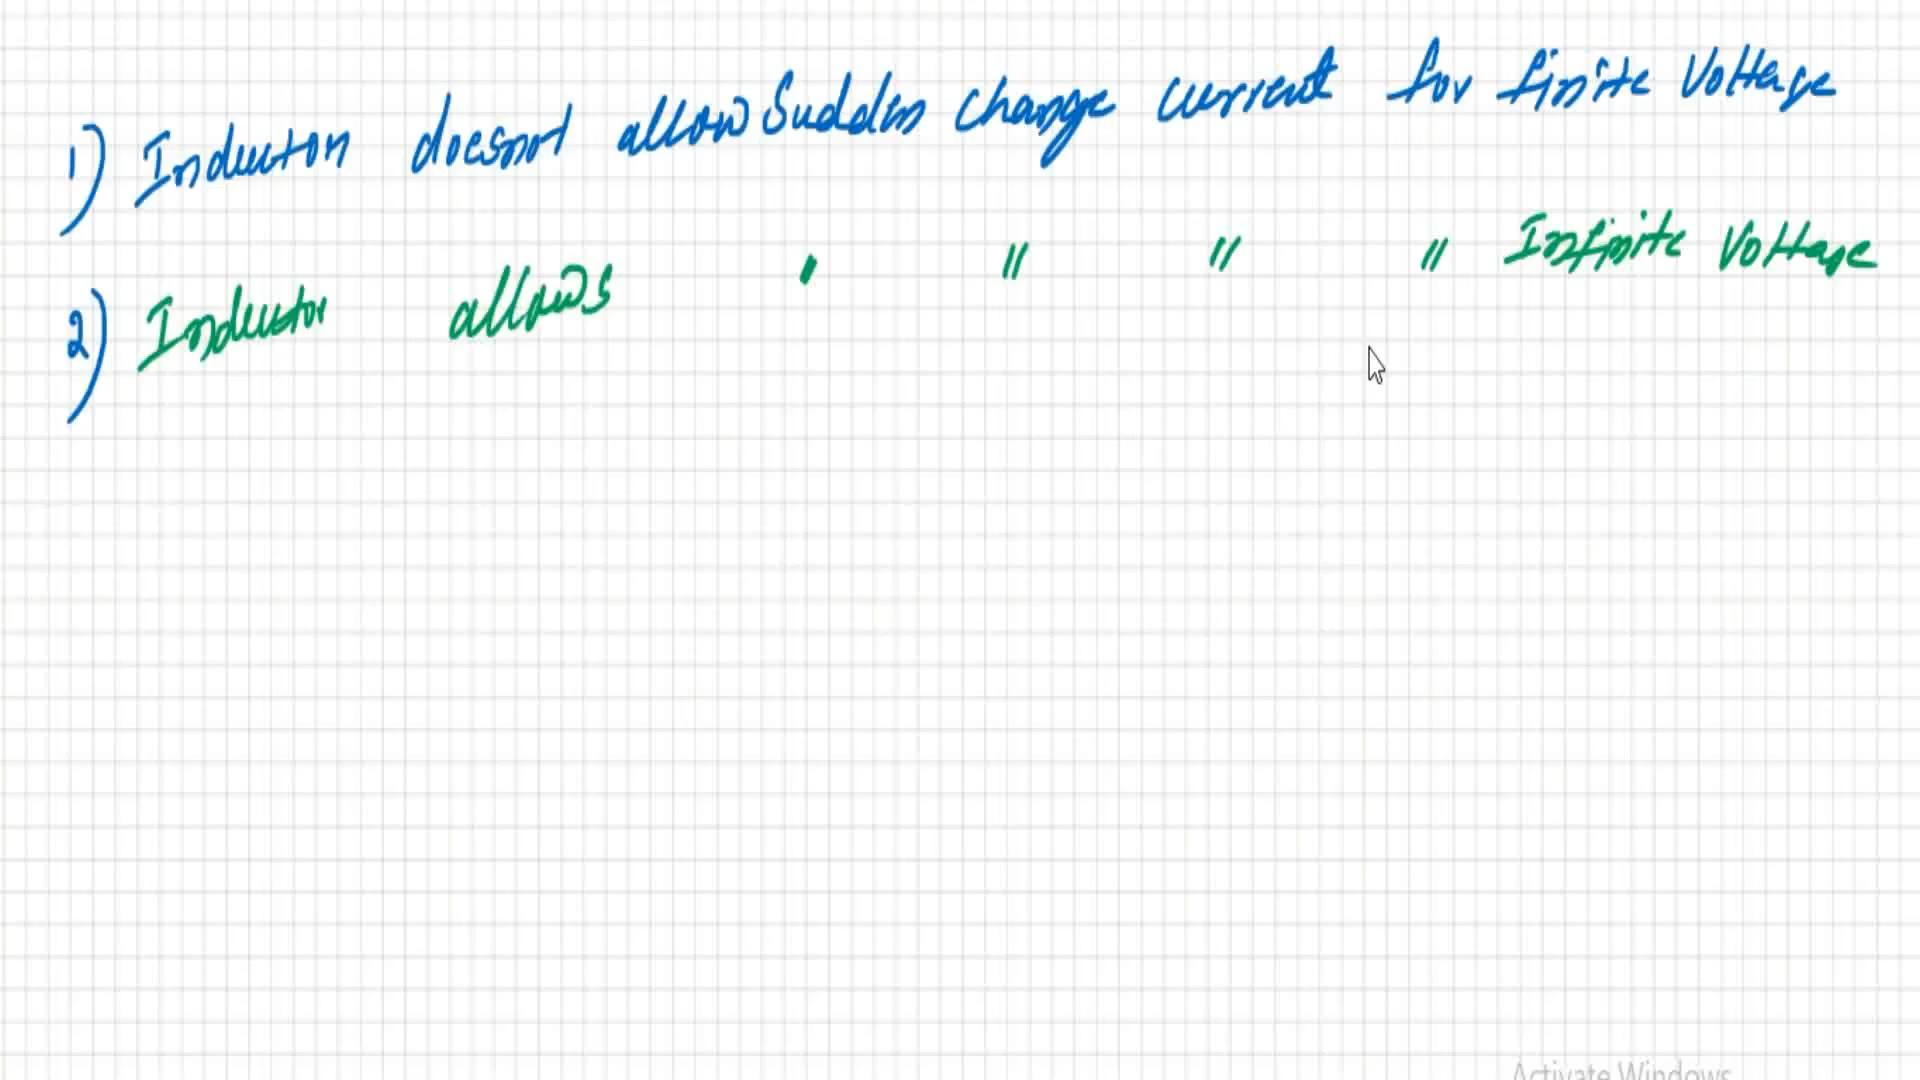 1) Inductor doesnot allow Sudden change current for finite Voltage
2) Inductor allows " " " " Infinite Voltage
Activate Windows